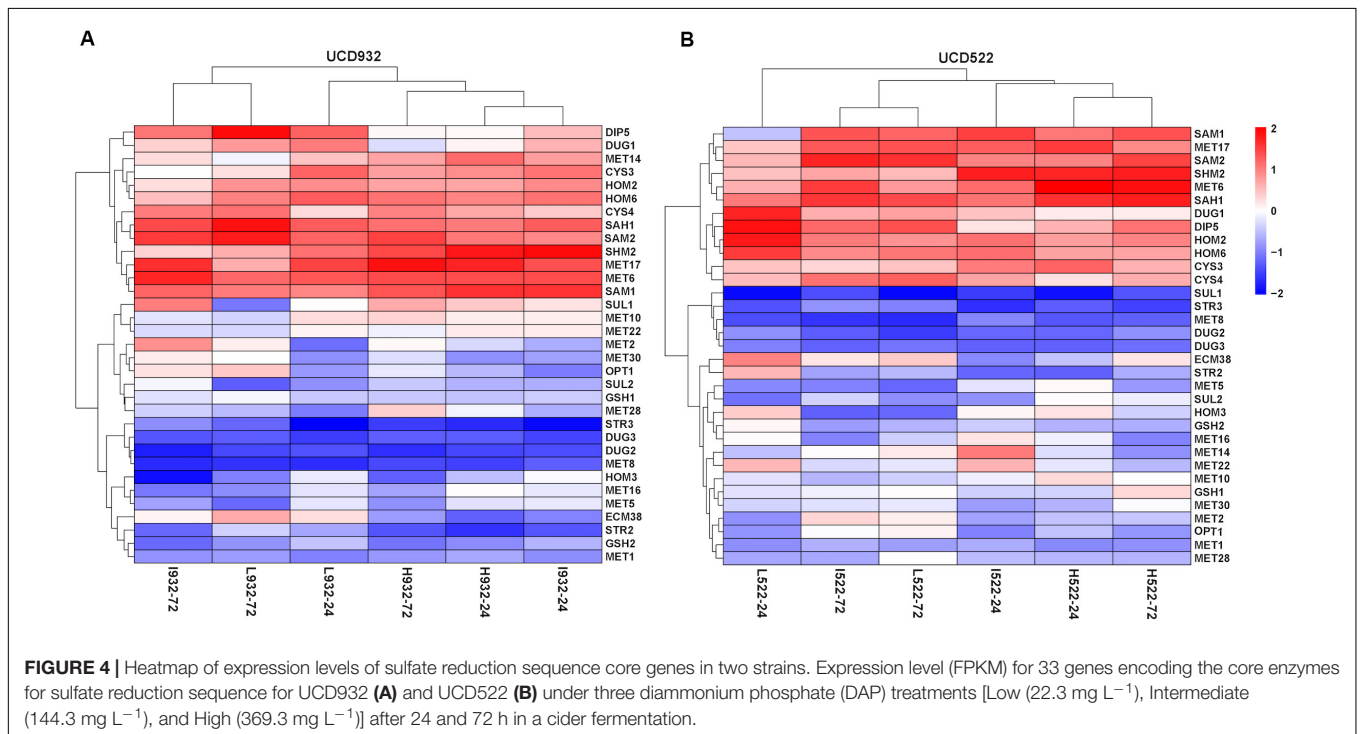 A
UCD932
DIP5
DUG1
MET14
CYS3
HOM2
HOM6
CYS4
SAH1
SAM2
SHM2
MET17
MET6
SAM1
SUL1
MET10
MET22
MET2
MET30
OPT1
SUL2
GSH1
MET28
STR3
DUG3
DUG2
MET8
HOM3
MET16
MET5
ECM38
STR2
GSH2
MET1
I932-72
L932-72
L932-24
H932-72
H932-24
I932-24
B
UCD522
SAM1
MET17
SAM2
SHM2
MET6
SAH1
DUG1
DIP5
HOM2
HOM6
CYS3
CYS4
SUL1
STR3
MET8
DUG2
DUG3
ECM38
STR2
MET5
SUL2
HOM3
GSH2
MET16
MET14
MET22
MET10
GSH1
MET30
MET2
OPT1
MET1
MET28
L522-24
I522-72
L522-72
I522-24
H522-24
H522-72
2
1
0
−1
−2
FIGURE 4 | Heatmap of expression levels of sulfate reduction sequence core genes in two strains. Expression level (FPKM) for 33 genes encoding the core enzymes
for sulfate reduction sequence for UCD932 (A) and UCD522 (B) under three diammonium phosphate (DAP) treatments [Low (22.3 mg L−1), Intermediate
(144.3 mg L−1), and High (369.3 mg L−1)] after 24 and 72 h in a cider fermentation.